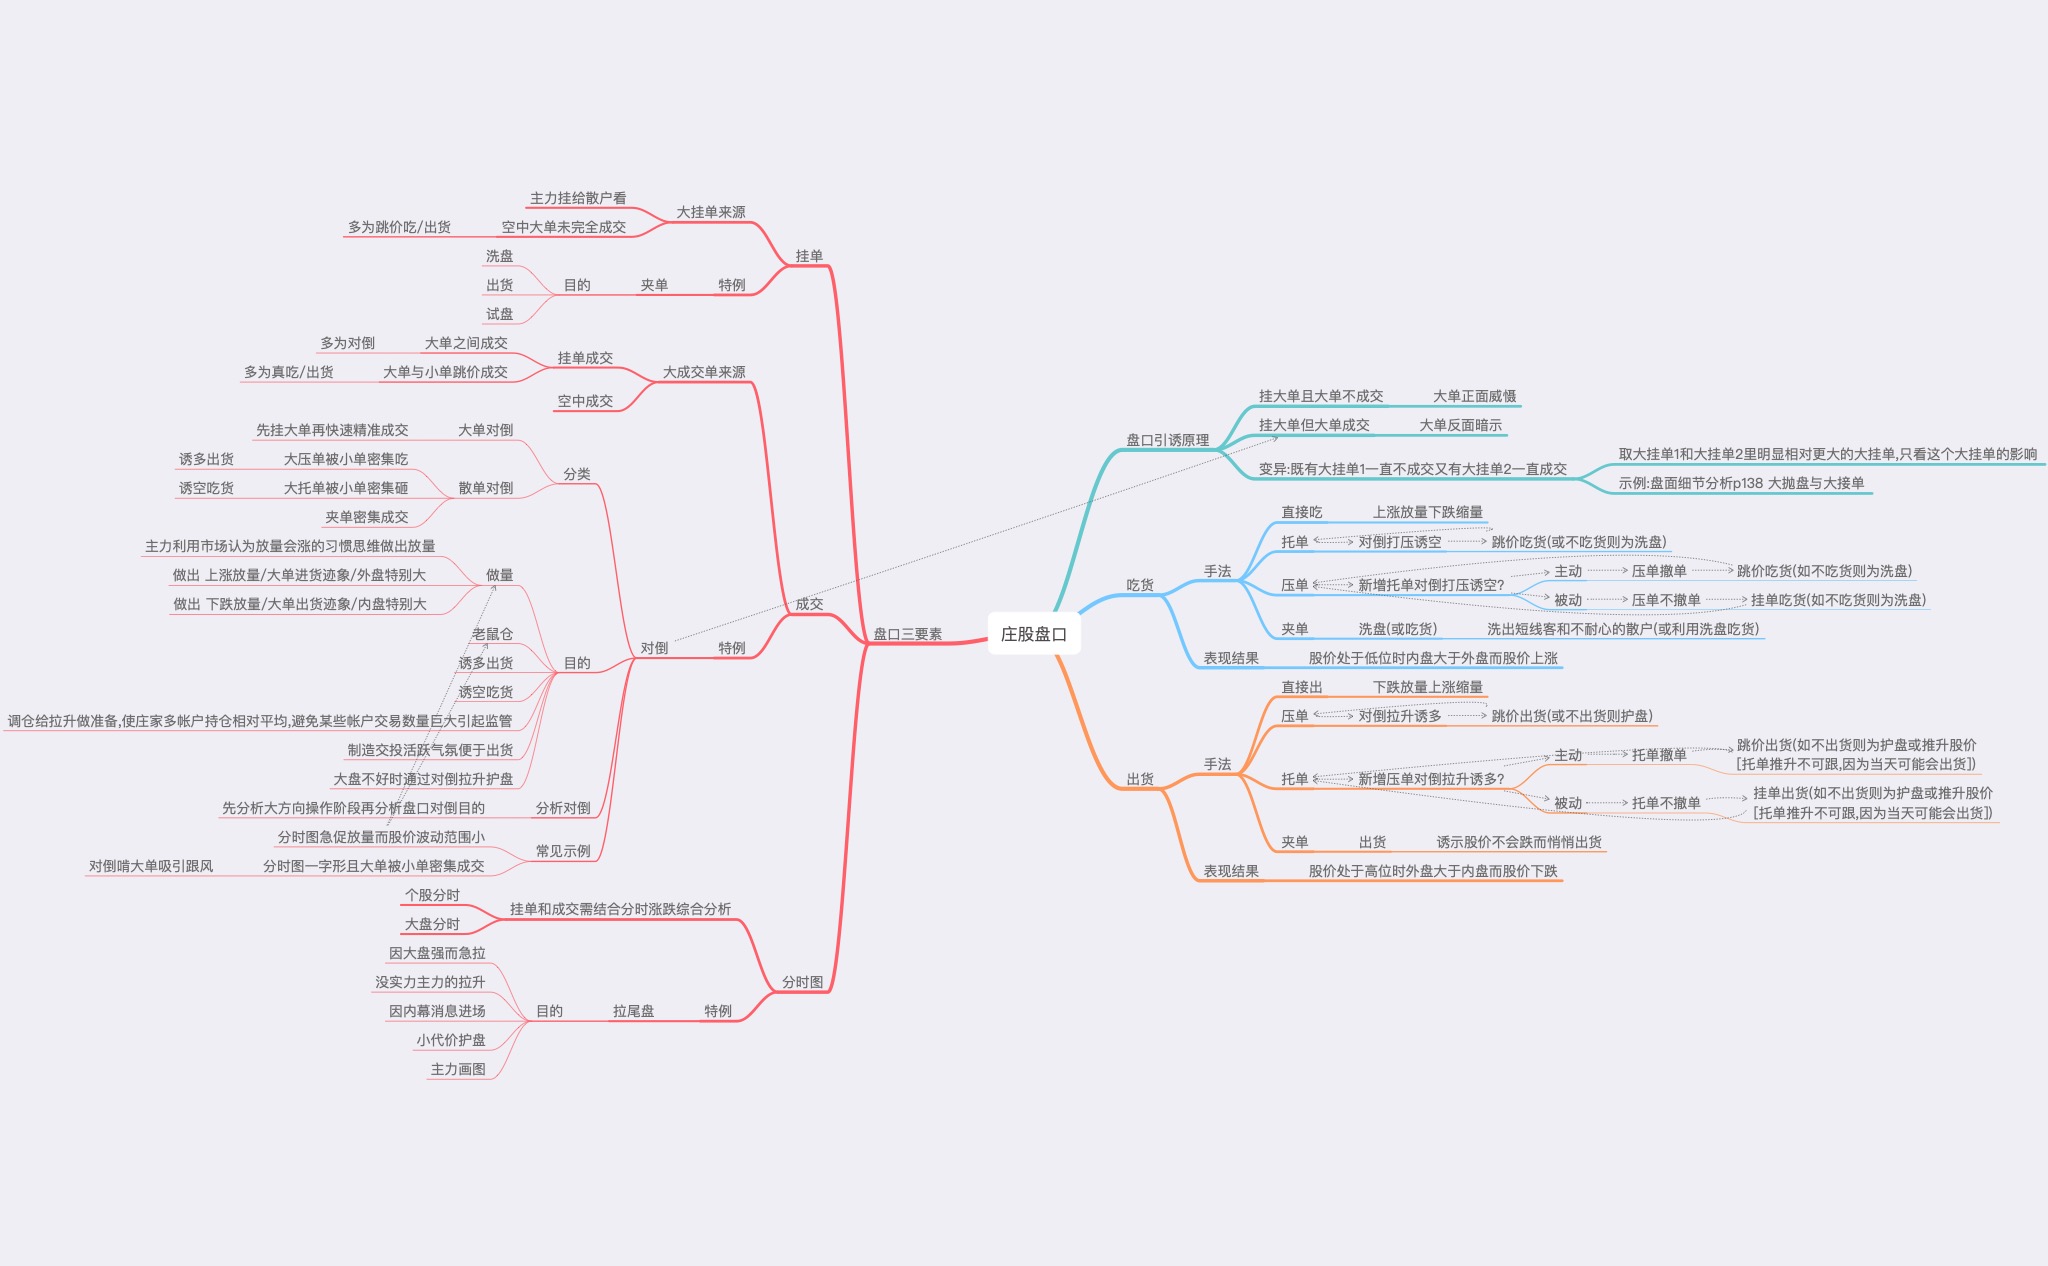 庄股盘口
盘口三要素
挂单
大挂单来源
主力挂给散户看
空中大单未完全成交
多为跳价吃/出货
特例
夹单
目的
洗盘
出货
试盘
成交
大成交单来源
挂单成交
大单之间成交
多为对倒
大单与小单跳价成交
多为真吃/出货
空中成交
特例
对倒
分类
大单对倒
先挂大单再快速精准成交
散单对倒
大压单被小单密集吃
诱多出货
大托单被小单密集砸
诱空吃货
夹单密集成交
目的
做量
主力利用市场认为放量会涨的习惯思维做出放量
做出 上涨放量/大单进货迹象/外盘特别大
做出 下跌放量/大单出货迹象/内盘特别大
老鼠仓
诱多出货
诱空吃货
调仓给拉升做准备,使庄家多帐户持仓相对平均,避免某些帐户交易数量巨大引起监管
制造交投活跃气氛便于出货
大盘不好时通过对倒拉升护盘
分析对倒
先分析大方向操作阶段再分析盘口对倒目的
常见示例
分时图急促放量而股价波动范围小
分时图一字形且大单被小单密集成交
对倒啃大单吸引跟风
分时图
挂单和成交需结合分时涨跌综合分析
个股分时
大盘分时
特例
拉尾盘
目的
因大盘强而急拉
没实力主力的拉升
因内幕消息进场
小代价护盘
主力画图
盘口引诱原理
挂大单且大单不成交
大单正面威慑
挂大单但大单成交
大单反面暗示
变异:既有大挂单1一直不成交又有大挂单2一直成交
取大挂单1和大挂单2里明显相对更大的大挂单,只看这个大挂单的影响
示例:盘面细节分析p138 大抛盘与大接单
吃货
手法
直接吃
上涨放量下跌缩量
托单
对倒打压诱空
跳价吃货(或不吃货则为洗盘)
压单
新增托单对倒打压诱空?
主动
压单撤单
跳价吃货(如不吃货则为洗盘)
被动
压单不撤单
挂单吃货(如不吃货则为洗盘)
夹单
洗盘(或吃货)
洗出短线客和不耐心的散户(或利用洗盘吃货)
表现结果
股价处于低位时内盘大于外盘而股价上涨
出货
手法
直接出
下跌放量上涨缩量
压单
对倒拉升诱多
跳价出货(或不出货则护盘)
托单
新增压单对倒拉升诱多?
主动
托单撤单
跳价出货(如不出货则为护盘或推升股价
[托单推升不可跟,因为当天可能会出货])
被动
托单不撤单
挂单出货(如不出货则为护盘或推升股价
[托单推升不可跟,因为当天可能会出货])
夹单
出货
诱示股价不会跌而悄悄出货
表现结果
股价处于高位时外盘大于内盘而股价下跌